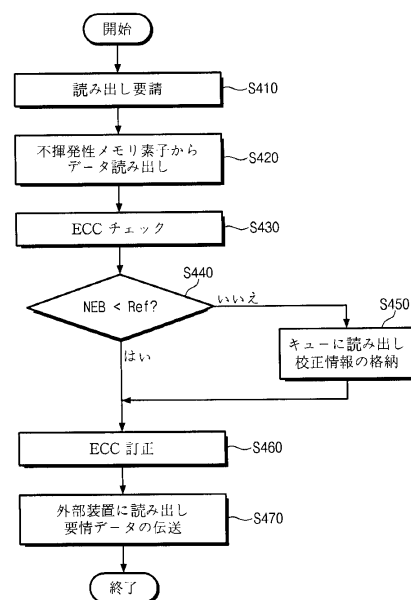 開始
読み出し要請
S410
不揮発性メモリ素子から
データ読み出し
S420
ECC チェック
S430
S440
NEB < Ref?
いいえ
はい
S450
キューに読み出し
校正情報の格納
ECC 訂正
S460
外部装置に読み出し
要情データの伝送
S470
終了